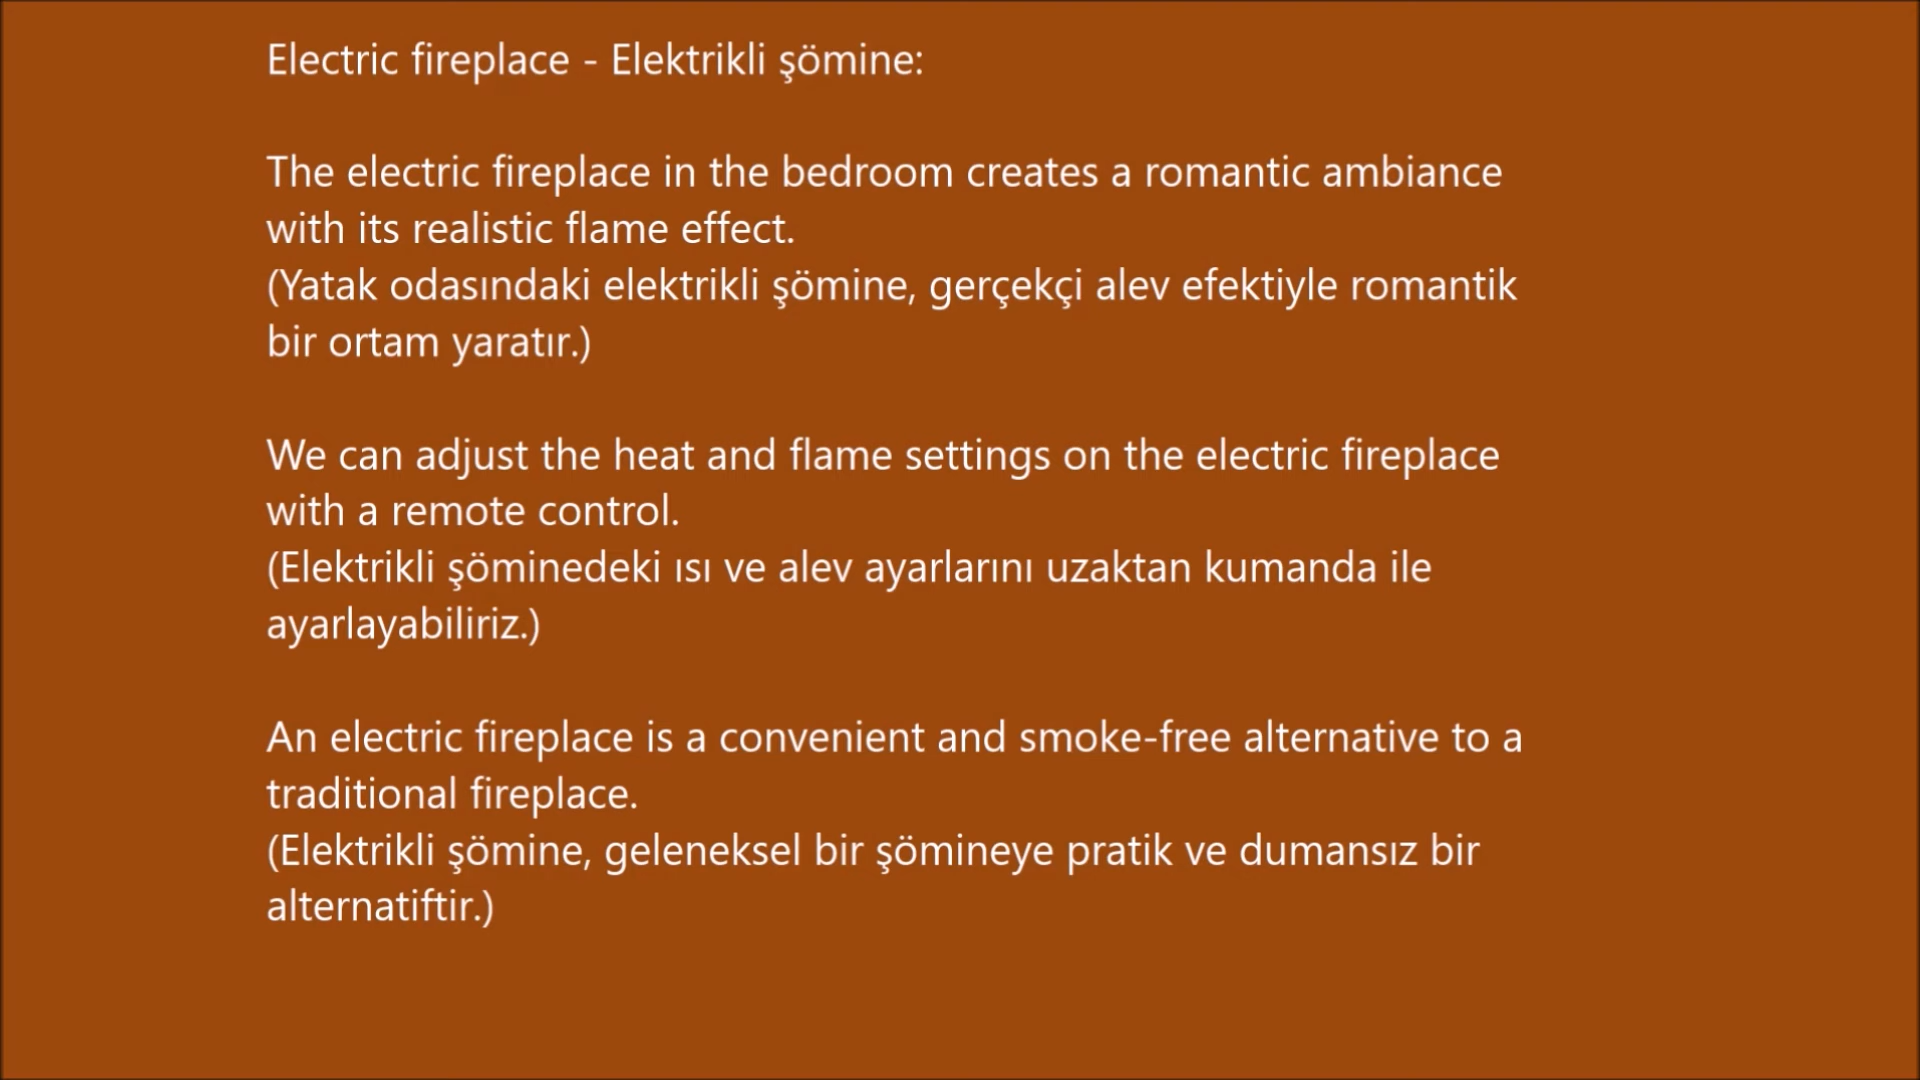 Electric fireplace - Elektrikli şömine:
The electric fireplace in the bedroom creates a romantic ambiance
with its realistic flame effect.
(Yatak odasındaki elektrikli şömine, gerçekçi alev efektiyle romantik
bir ortam yaratır.)
We can adjust the heat and flame settings on the electric fireplace
with a remote control.
(Elektrikli şöminedeki ısı ve alev ayarlarını uzaktan kumanda ile
ayarlayabiliriz.)
An electric fireplace is a convenient and smoke-free alternative to a
traditional fireplace.
(Elektrikli şömine, geleneksel bir şömineye pratik ve dumansız bir
alternatiftir.)